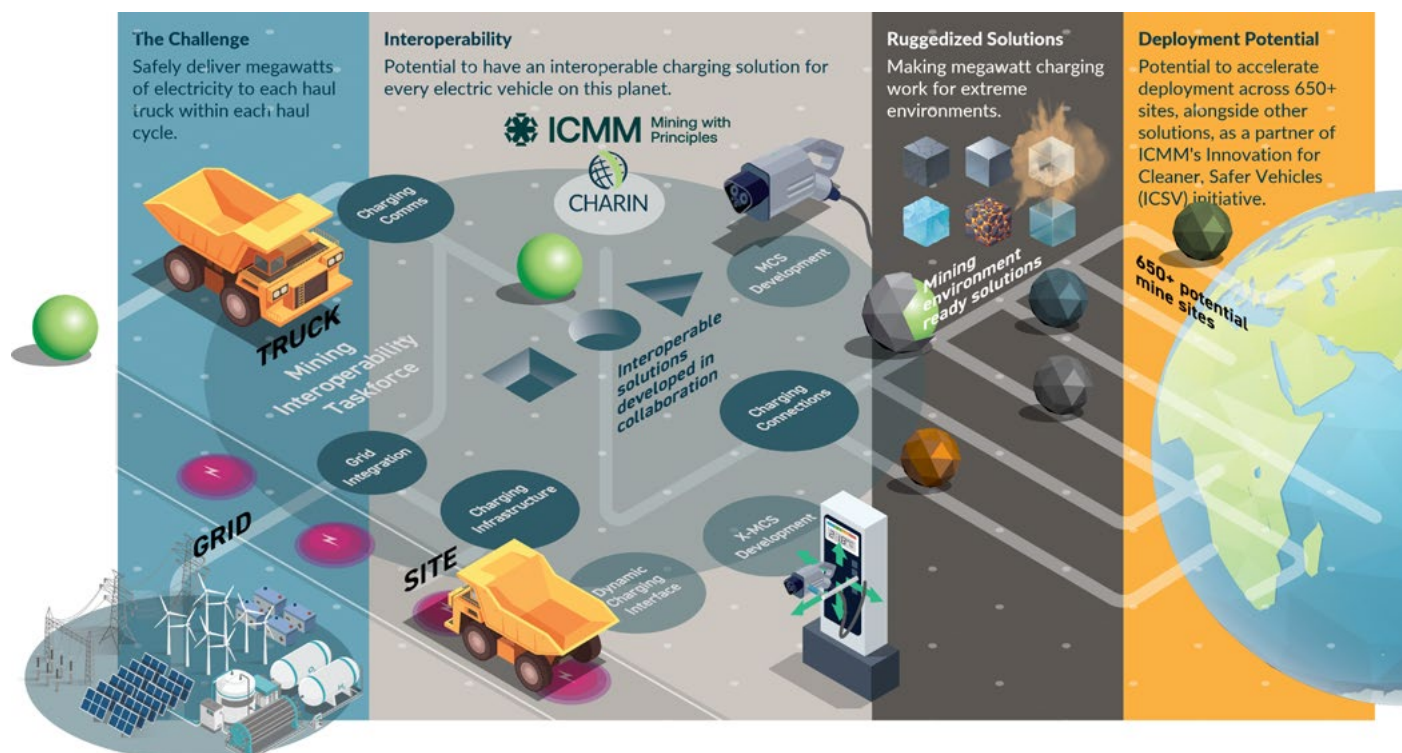 The Challenge
Safely deliver megawatts
of electricity to each haul
truck within each haul
cycle.
Interoperability
Potential to have an interoperable charging solution for
every electric vehicle on this planet.
ICMM
Mining with
Principles
CHARIN
Ruggedized Solutions
Making megawatt charging
work for extreme
environments.
Deployment Potential
Potential to accelerate
deployment across 650+
sites, alongside other
solutions, as a partner of
ICMM's Innovation for
Cleaner, Safer Vehicles
(ICSV) initiative.
Charging
Comms
MCS
Development
TRUCK
Mining
Interoperability
Taskforce
Interoperable
solutions
developed in
collaboration
Mining
environment
ready solutions
650+ potential
mine sites
Charging
Connections
Grid
Integration
Charging
Infrastructure
X-MCS
Development
GRID
SITE
Dynamic
Charging
Interface